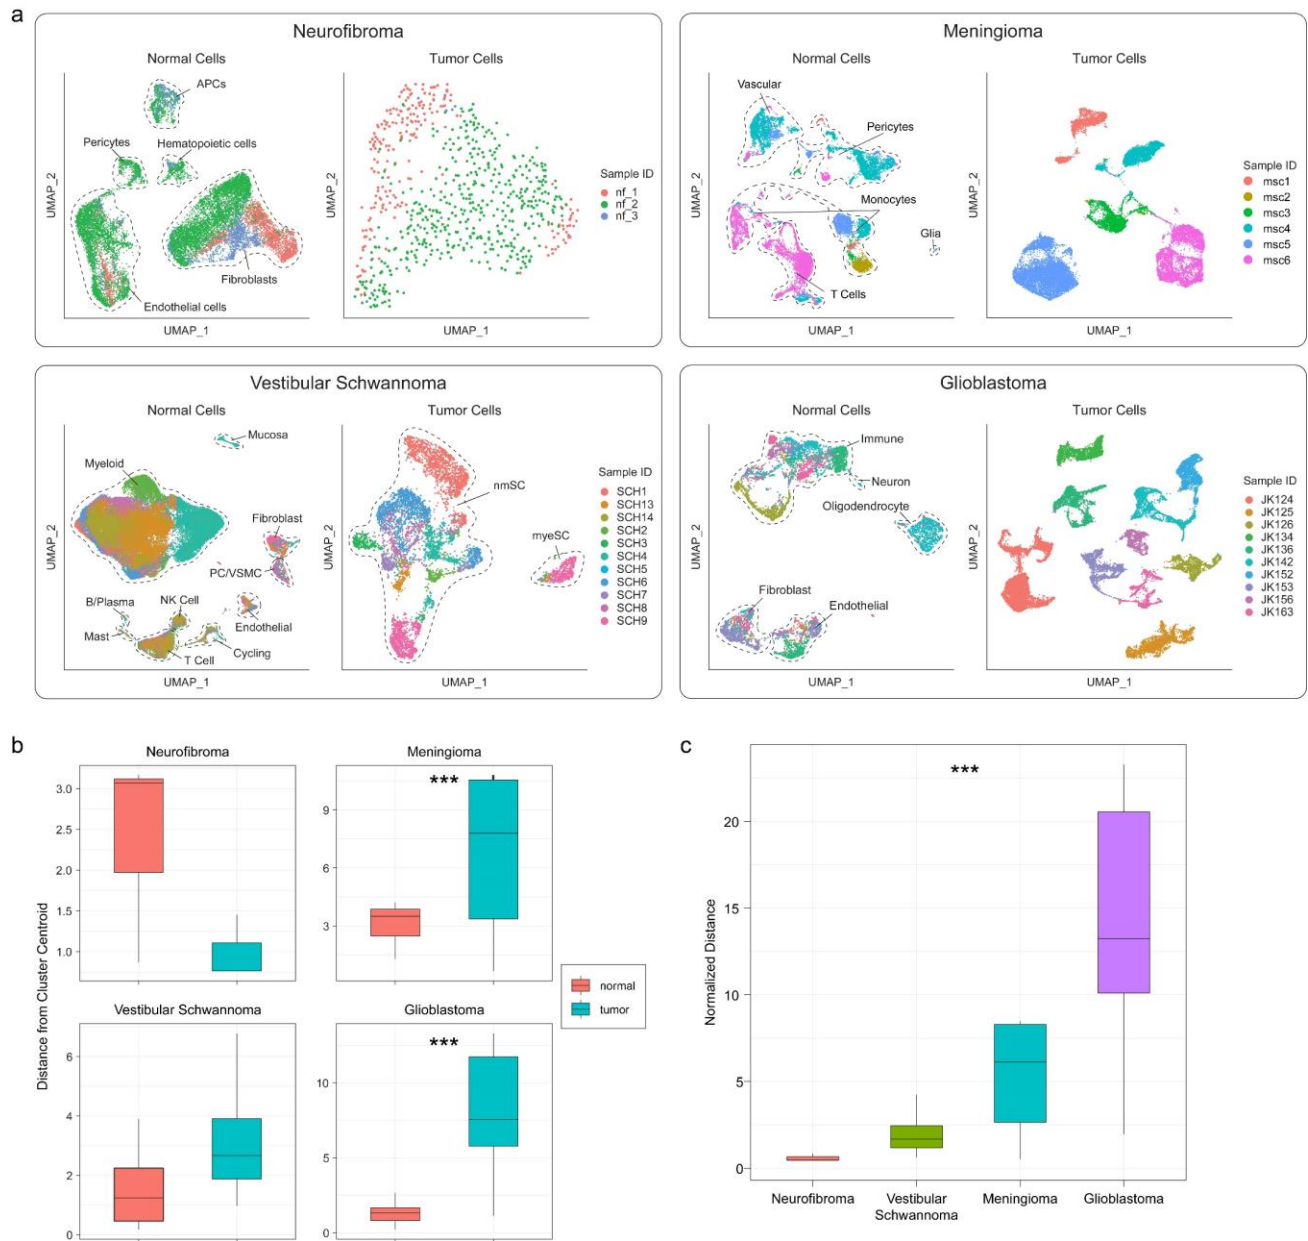 a
Neurofibroma
Normal Cells
Tumor Cells
APCs
Pericytes
Hematopoietic cells
Fibroblasts
Endothelial cells
UMAP_2
UMAP_1
UMAP_2
UMAP_1
Sample ID
nf_1
nf_2
nf_3
Meningioma
Normal Cells
Tumor Cells
Vascular
Pericytes
Monocytes
Glia
T Cells
UMAP_2
UMAP_1
UMAP_2
UMAP_1
Sample ID
msc1
msc2
msc3
msc4
msc5
msc6
Vestibular Schwannoma
Normal Cells
Tumor Cells
Mucosa
Myeloid
Fibroblast
PC/VSMC
B/Plasma
NK Cell
Endothelial
Mast
T Cell
Cycling
nmSC
myeSC
UMAP_2
UMAP_1
UMAP_2
UMAP_1
Sample ID
SCH1
SCH13
SCH14
SCH2
SCH3
SCH4
SCH5
SCH6
SCH7
SCH8
SCH9
Glioblastoma
Normal Cells
Tumor Cells
Immune
Neuron
Oligodendrocyte
Fibroblast
Endothelial
UMAP_2
UMAP_1
UMAP_2
UMAP_1
Sample ID
JK124
JK125
JK126
JK134
JK136
JK142
JK152
JK153
JK156
JK163
b
Distance from Cluster Centroid
Neurofibroma
3.0
2.5
2.0
1.5
1.0
Meningioma
***
9
6
3
Vestibular Schwannoma
6
4
2
0
Glioblastoma
***
10
5
0
normal
tumor
c
***
Normalized Distance
20
15
10
5
0
Neurofibroma
Vestibular
Schwannoma
Meningioma
Glioblastoma